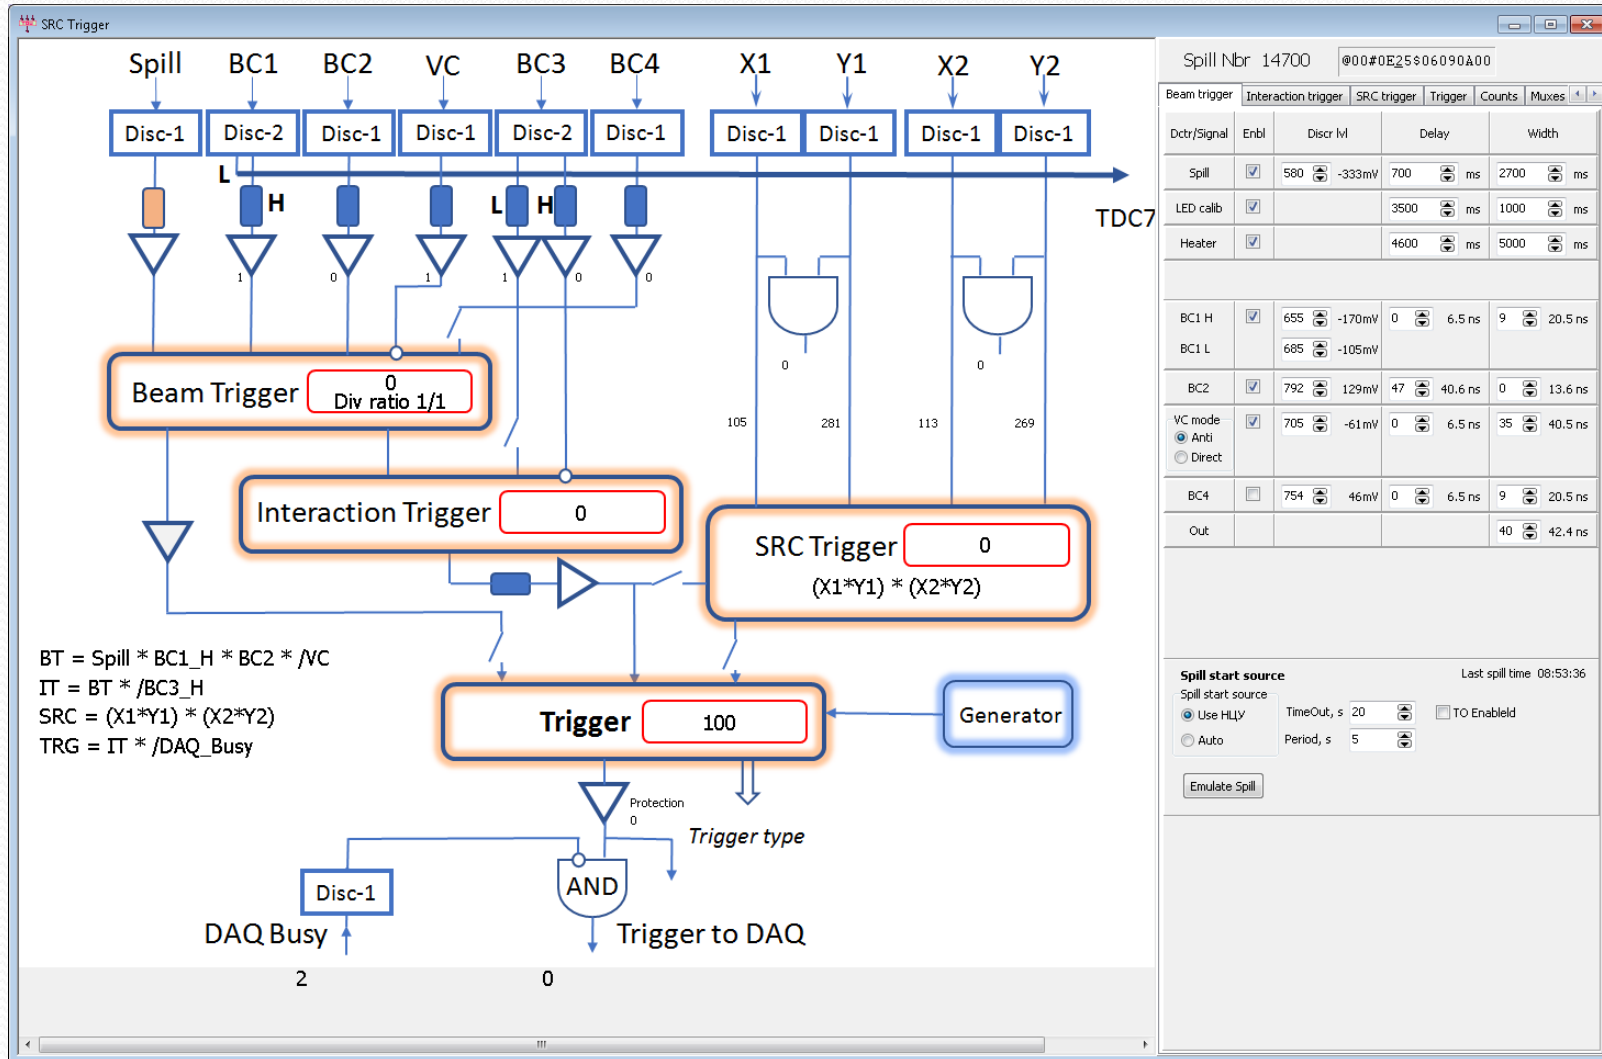 SRC Trigger
Spill BC1 BC2 VC BC3 BC4 X1 Y1 X2 Y2
Disc-1 Disc-2 Disc-1 Disc-1 Disc-2 Disc-1 Disc-1 Disc-1 Disc-1 Disc-1
L
H L H
TDC7
1 0 1 1 0 0
0 0
Beam Trigger 0
Div ratio 1/1
105 281 113 269
Interaction Trigger 0
SRC Trigger 0
(X1*Y1) * (X2*Y2)
BT = Spill * BC1_H * BC2 * /VC
IT = BT * /BC3_H
SRC = (X1*Y1) * (X2*Y2)
TRG = IT * /DAQ_Busy
Trigger 100
Generator
Protection
0
Trigger type
Disc-1
AND
DAQ Busy
Trigger to DAQ
2 0
Spill Nbr 14700 @00#0E25$06090A00
Beam trigger Interaction trigger SRC trigger Trigger Counts Muxes
Dctr/Signal Enbl Discr lvl Delay Width
Spill 580 -333mV 700 ms 2700 ms
LED calib 3500 ms 1000 ms
Heater 4600 ms 5000 ms
BC1 H 655 -170mV 0 6.5 ns 9 20.5 ns
BC1 L 685 -105mV
BC2 792 129mV 47 40.6 ns 0 13.6 ns
VC mode 705 -61mV 0 6.5 ns 35 40.5 ns
Anti
Direct
BC4 754 46mV 0 6.5 ns 9 20.5 ns
Out 40 42.4 ns
Spill start source Last spill time 08:53:36
Spill start source
Use НЦУ TimeOut, s 20 TO Enableld
Auto Period, s 5
Emulate Spill